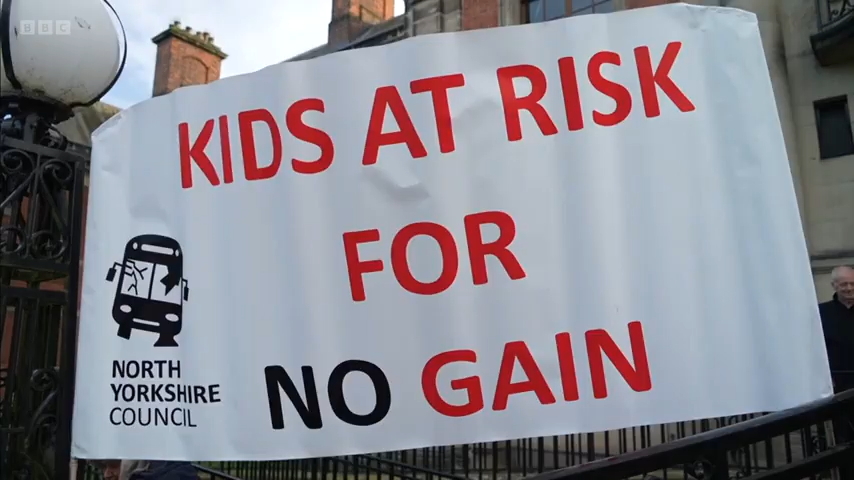 BBC
KIDS AT RISK
FOR
NO GAIN
NORTH
YORKSHIRE
COUNCIL